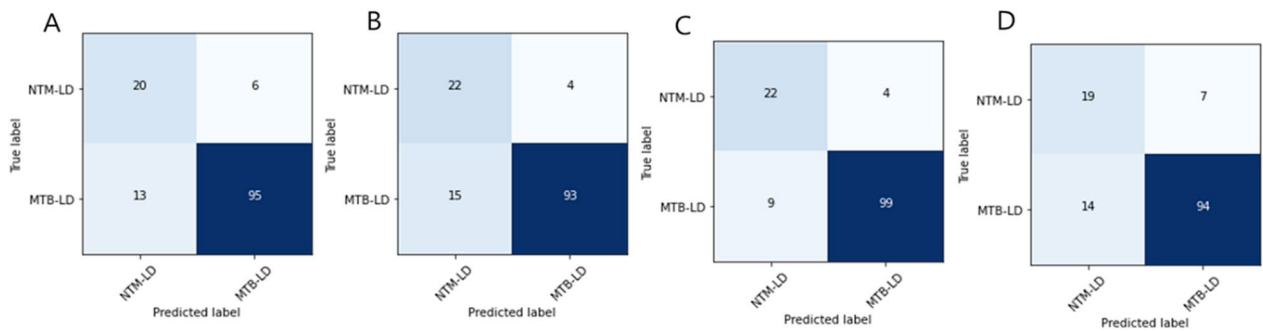 A
True label
NTM-LD
20
6
MTB-LD
13
95
NTM-LD
MTB-LD
Predicted label
B
True label
NTM-LD
22
4
MTB-LD
15
93
NTM-LD
MTB-LD
Predicted label
C
True label
NTM-LD
22
4
MTB-LD
9
99
NTM-LD
MTB-LD
Predicted label
D
True label
NTM-LD
19
7
MTB-LD
14
94
NTM-LD
MTB-LD
Predicted label